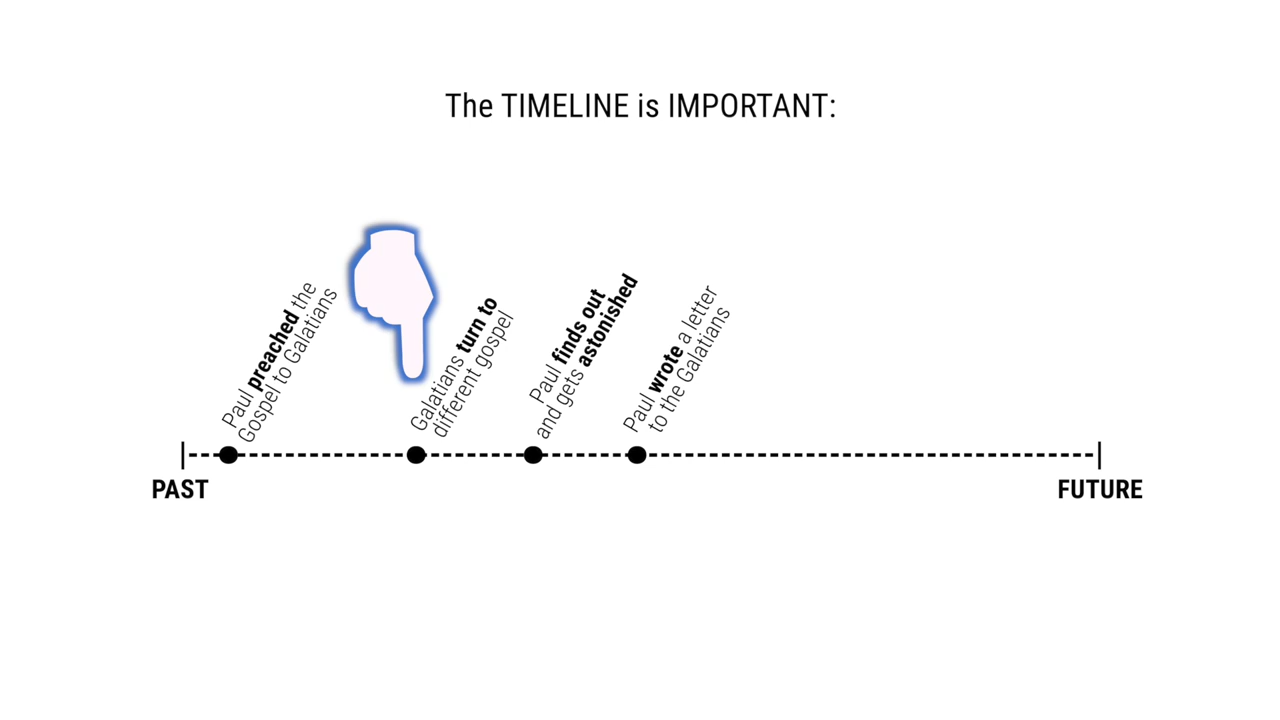 The TIMELINE is IMPORTANT:
Paul preached the
Gospel to Galatians
Galatians turn to
different gospel
Paul finds out
and gets astonished
Paul wrote a letter
to the Galatians
PAST
FUTURE